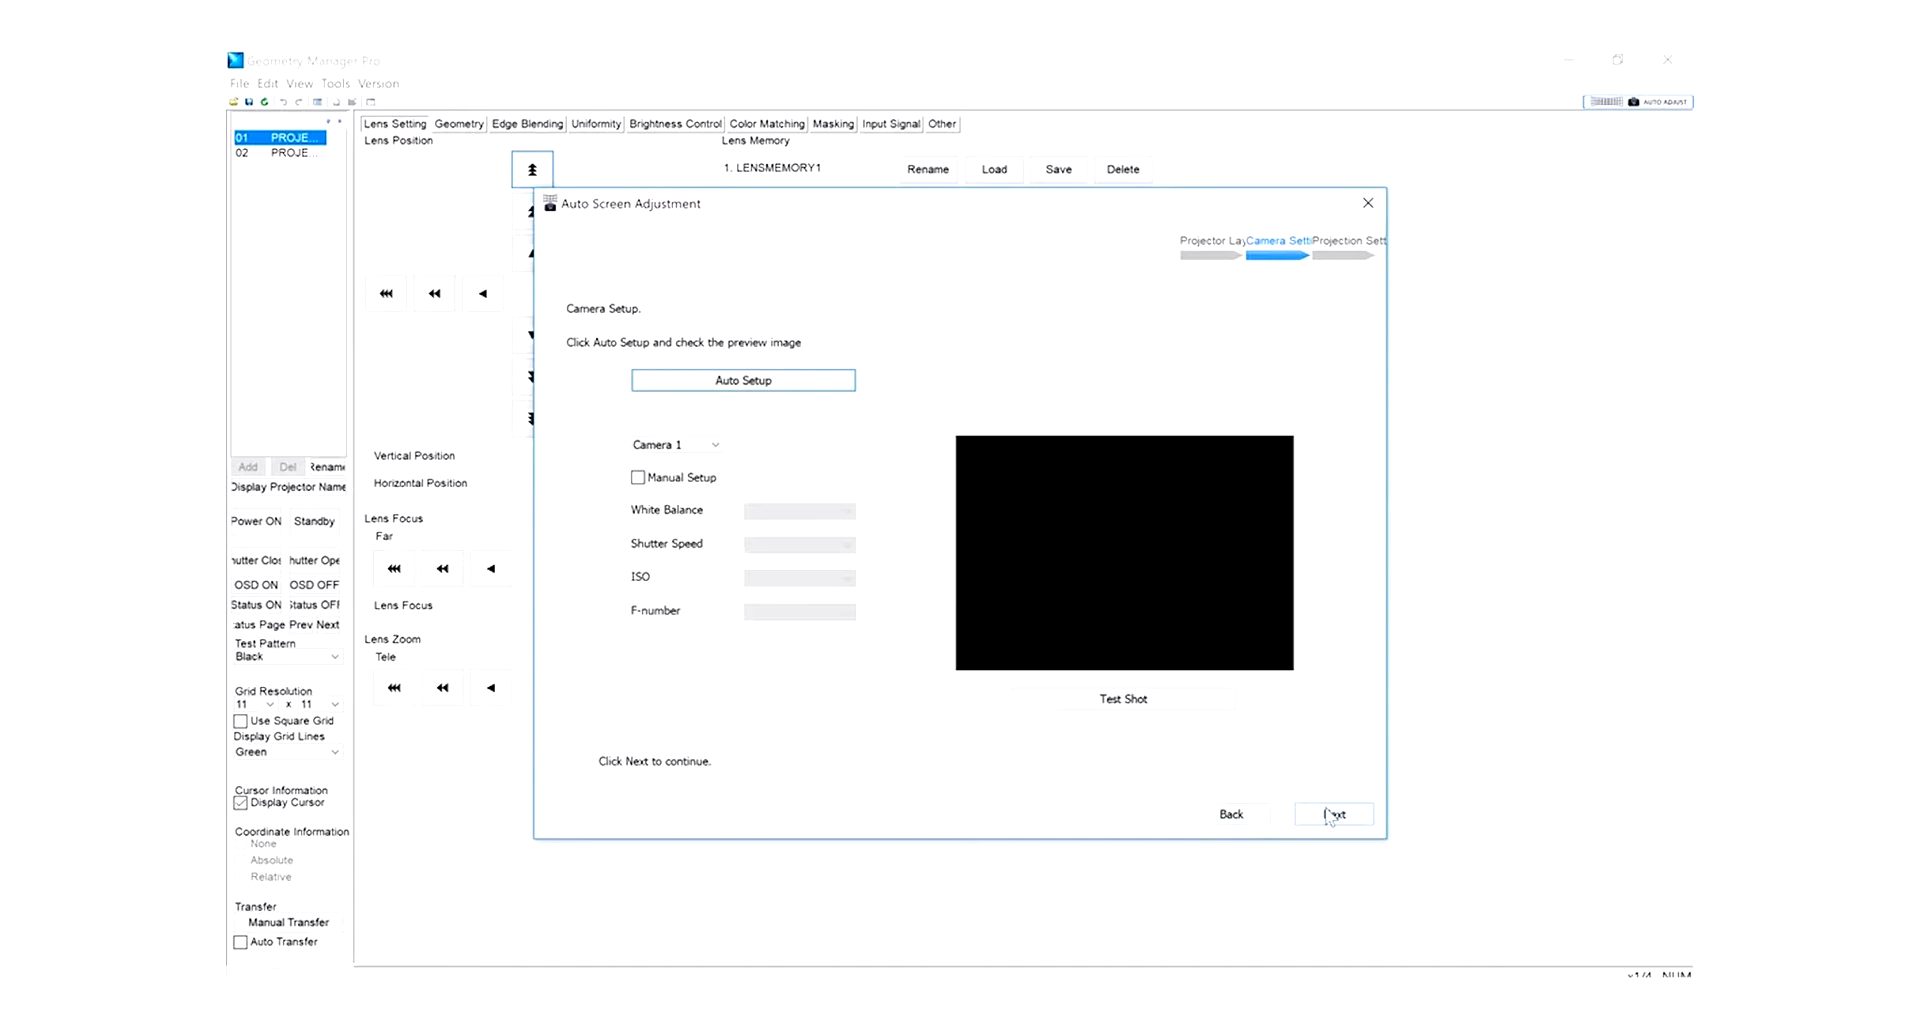 Geometry Manager Pro
File Edit View Tools Version
AUTO ADJUST
01 PROJE...
02 PROJE...
Add Del Rename
Display Projector Name
Power ON Standby
hutter Clos hutter Ope
OSD ON OSD OFF
Status ON Status OFF
atus Page Prev Next
Test Pattern
Black
Grid Resolution
11 x 11
Use Square Grid
Display Grid Lines
Green
Cursor Information
Display Cursor
Coordinate Information
None
Absolute
Relative
Transfer
Manual Transfer
Auto Transfer
Lens Setting Geometry Edge Blending Uniformity Brightness Control Color Matching Masking Input Signal Other
Lens Position
Lens Memory
1. LENSMEMORY1 Rename Load Save Delete
Vertical Position
Horizontal Position
Lens Focus
Far
Lens Focus
Lens Zoom
Tele
Auto Screen Adjustment
Projector Lay Camera Setti Projection Sett
Camera Setup.
Click Auto Setup and check the preview image
Auto Setup
Camera 1
Manual Setup
White Balance
Shutter Speed
ISO
F-number
Test Shot
Click Next to continue.
Back